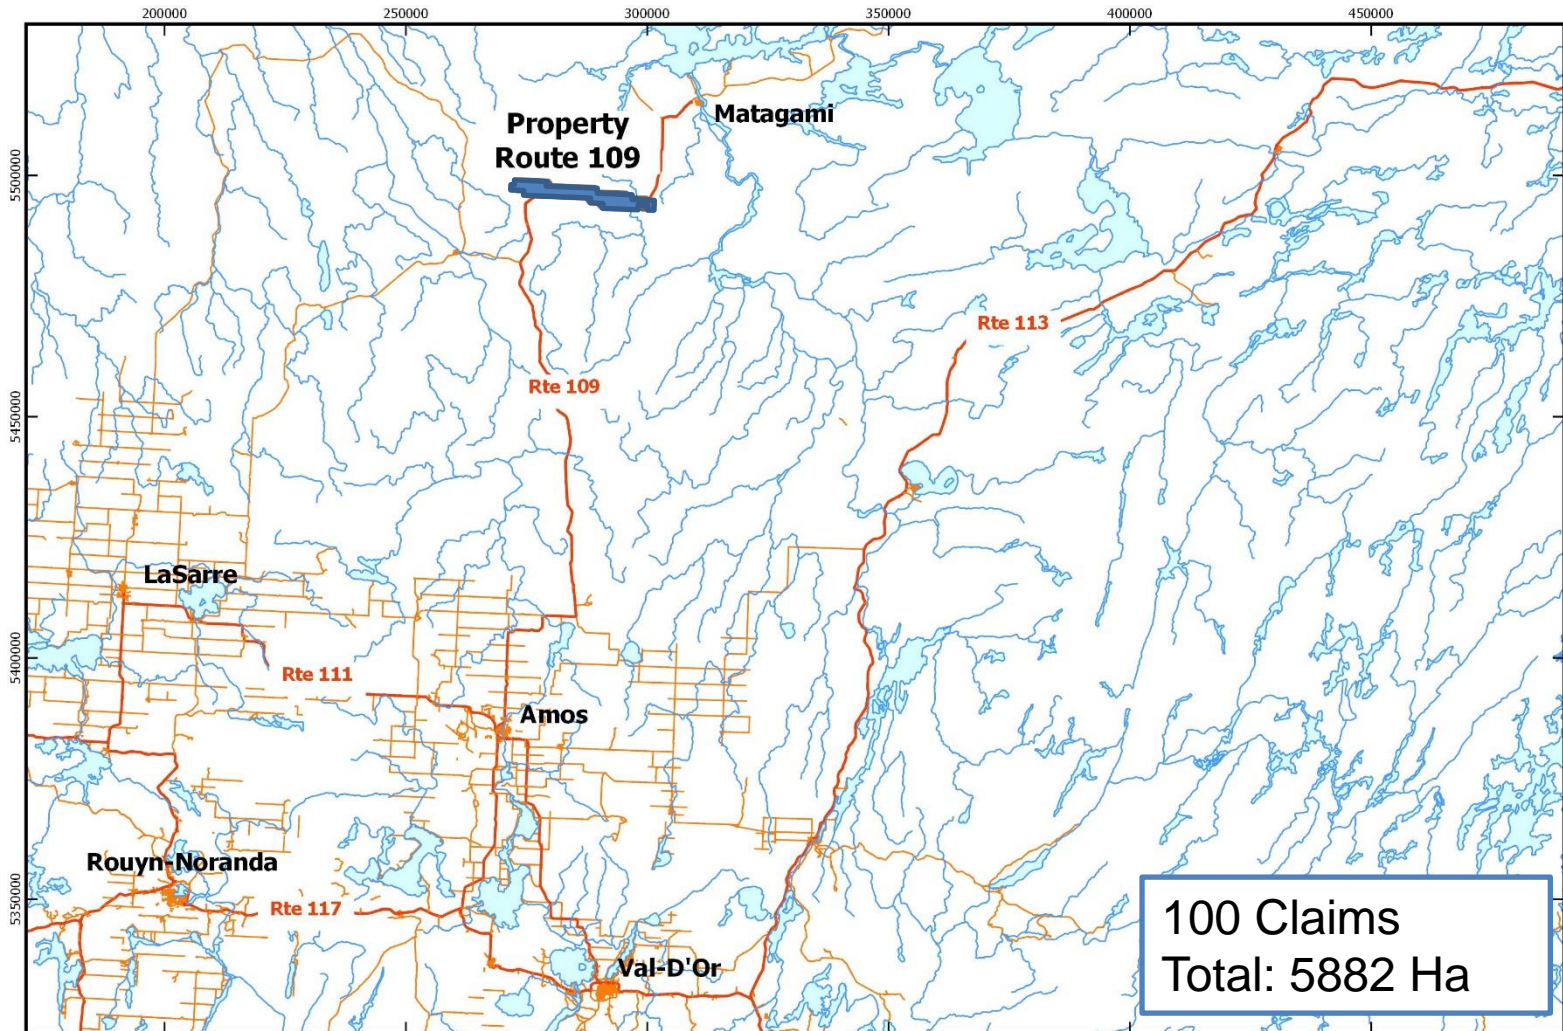 200000
250000
300000
350000
400000
450000
5500000
5450000
5400000
5350000
Matagami
Property
Route 109
Rte 113
Rte 109
LaSarre
Rte 111
Amos
Rouyn-Noranda
Rte 117
Val-D'Or
100 Claims
Total: 5882 Ha